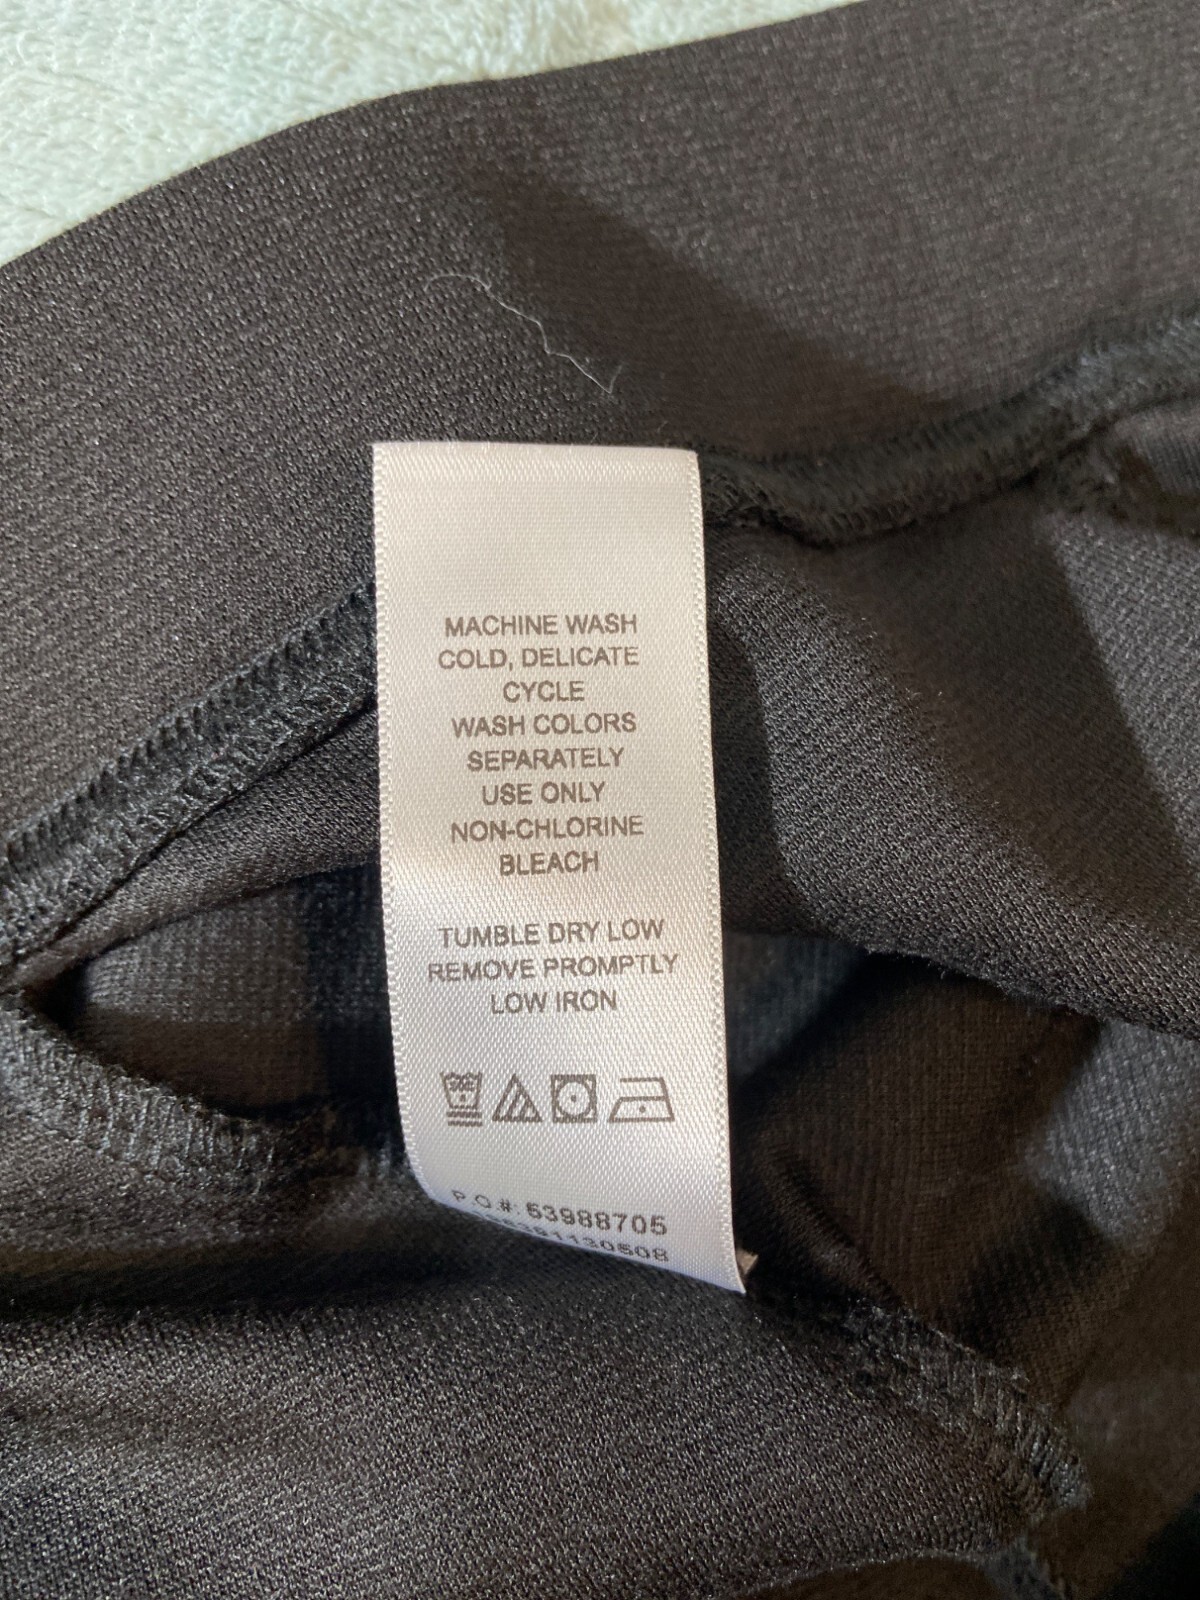 MACHINE WASH
COLD, DELICATE
CYCLE
WASH COLORS
SEPARATELY
USE ONLY
NON-CHLORINE
BLEACH
TUMBLE DRY LOW
REMOVE PROMPTLY
LOW IRON
P.O.#: 53988705